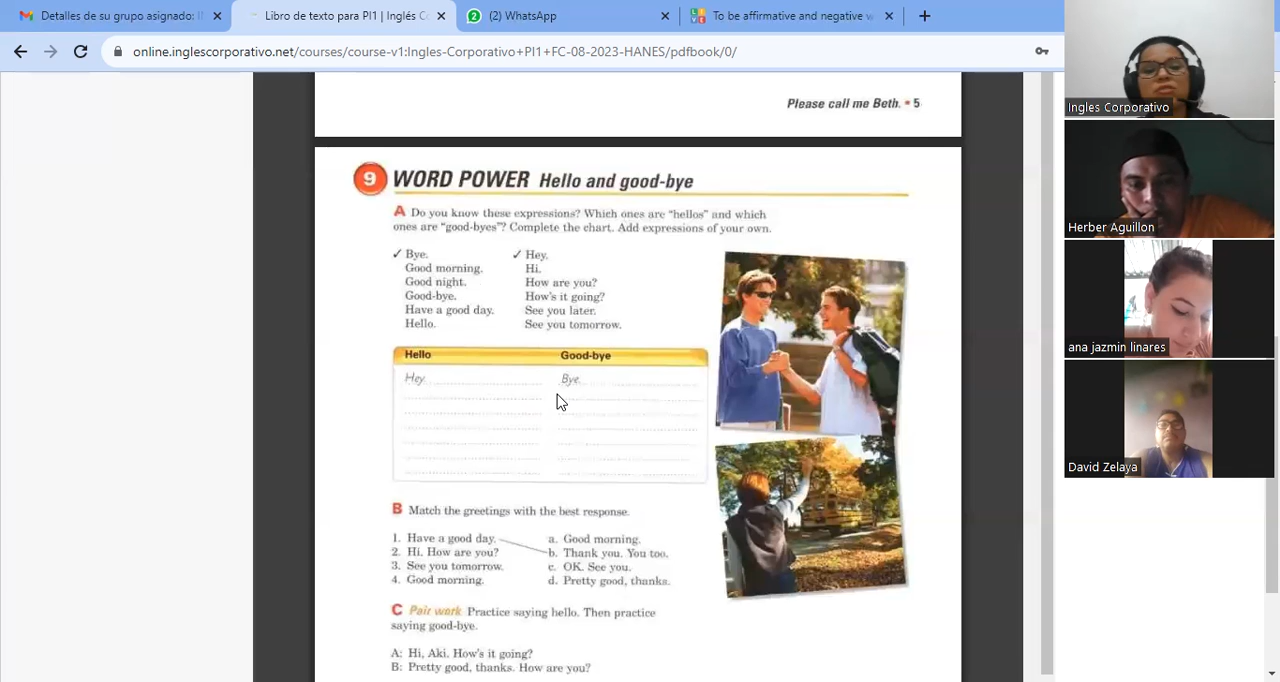 Detalles de su grupo asignado: I
Libro de texto para PI1 | Inglés C
(2) WhatsApp
To be affirmative and negative w
online.inglescorporativo.net/courses/course-v1:Ingles-Corporativo+PI1+FC-08-2023-HANES/pdfbook/0/
Please call me Beth. ▪ 5
9 WORD POWER Hello and good-bye
A Do you know these expressions? Which ones are "hellos" and which
ones are "good-byes"? Complete the chart. Add expressions of your own.
✓ Bye.
Good morning.
Good night.
Good-bye.
Have a good day.
Hello.
✓ Hey.
Hi.
How are you?
How's it going?
See you later.
See you tomorrow.
Hello Good-bye
Hey. Bye.
B Match the greetings with the best response.
1. Have a good day.
2. Hi. How are you?
3. See you tomorrow.
4. Good morning.
a. Good morning.
b. Thank you. You too.
c. OK. See you.
d. Pretty good, thanks.
C Pair work Practice saying hello. Then practice
saying good-bye.
A: Hi, Aki. How's it going?
B: Pretty good, thanks. How are you?
Ingles Corporativo
Herber Aguillon
ana jazmin linares
David Zelaya